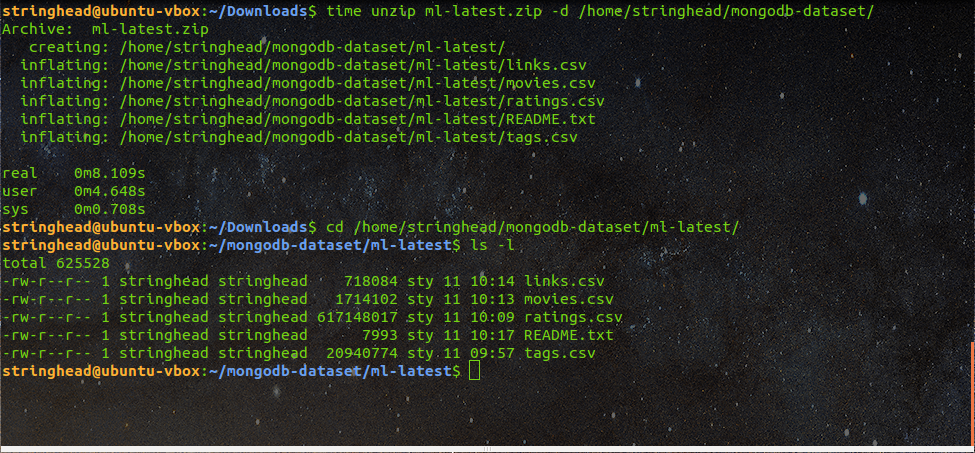 stringhead@ubuntu-vbox:~/Downloads$ time unzip ml-latest.zip -d /home/stringhead/mongodb-dataset/
Archive:  ml-latest.zip
   creating: /home/stringhead/mongodb-dataset/ml-latest/
  inflating: /home/stringhead/mongodb-dataset/ml-latest/links.csv
  inflating: /home/stringhead/mongodb-dataset/ml-latest/movies.csv
  inflating: /home/stringhead/mongodb-dataset/ml-latest/ratings.csv
  inflating: /home/stringhead/mongodb-dataset/ml-latest/README.txt
  inflating: /home/stringhead/mongodb-dataset/ml-latest/tags.csv

real    0m8.109s
user    0m4.648s
sys     0m0.708s
stringhead@ubuntu-vbox:~/Downloads$ cd /home/stringhead/mongodb-dataset/ml-latest/
stringhead@ubuntu-vbox:~/mongodb-dataset/ml-latest$ ls -l
total 625528
-rw-r--r-- 1 stringhead stringhead    718084 sty 11 10:14 links.csv
-rw-r--r-- 1 stringhead stringhead   1714102 sty 11 10:13 movies.csv
-rw-r--r-- 1 stringhead stringhead 617148017 sty 11 10:09 ratings.csv
-rw-r--r-- 1 stringhead stringhead      7993 sty 11 10:17 README.txt
-rw-r--r-- 1 stringhead stringhead  20940774 sty 11 09:57 tags.csv
stringhead@ubuntu-vbox:~/mongodb-dataset/ml-latest$